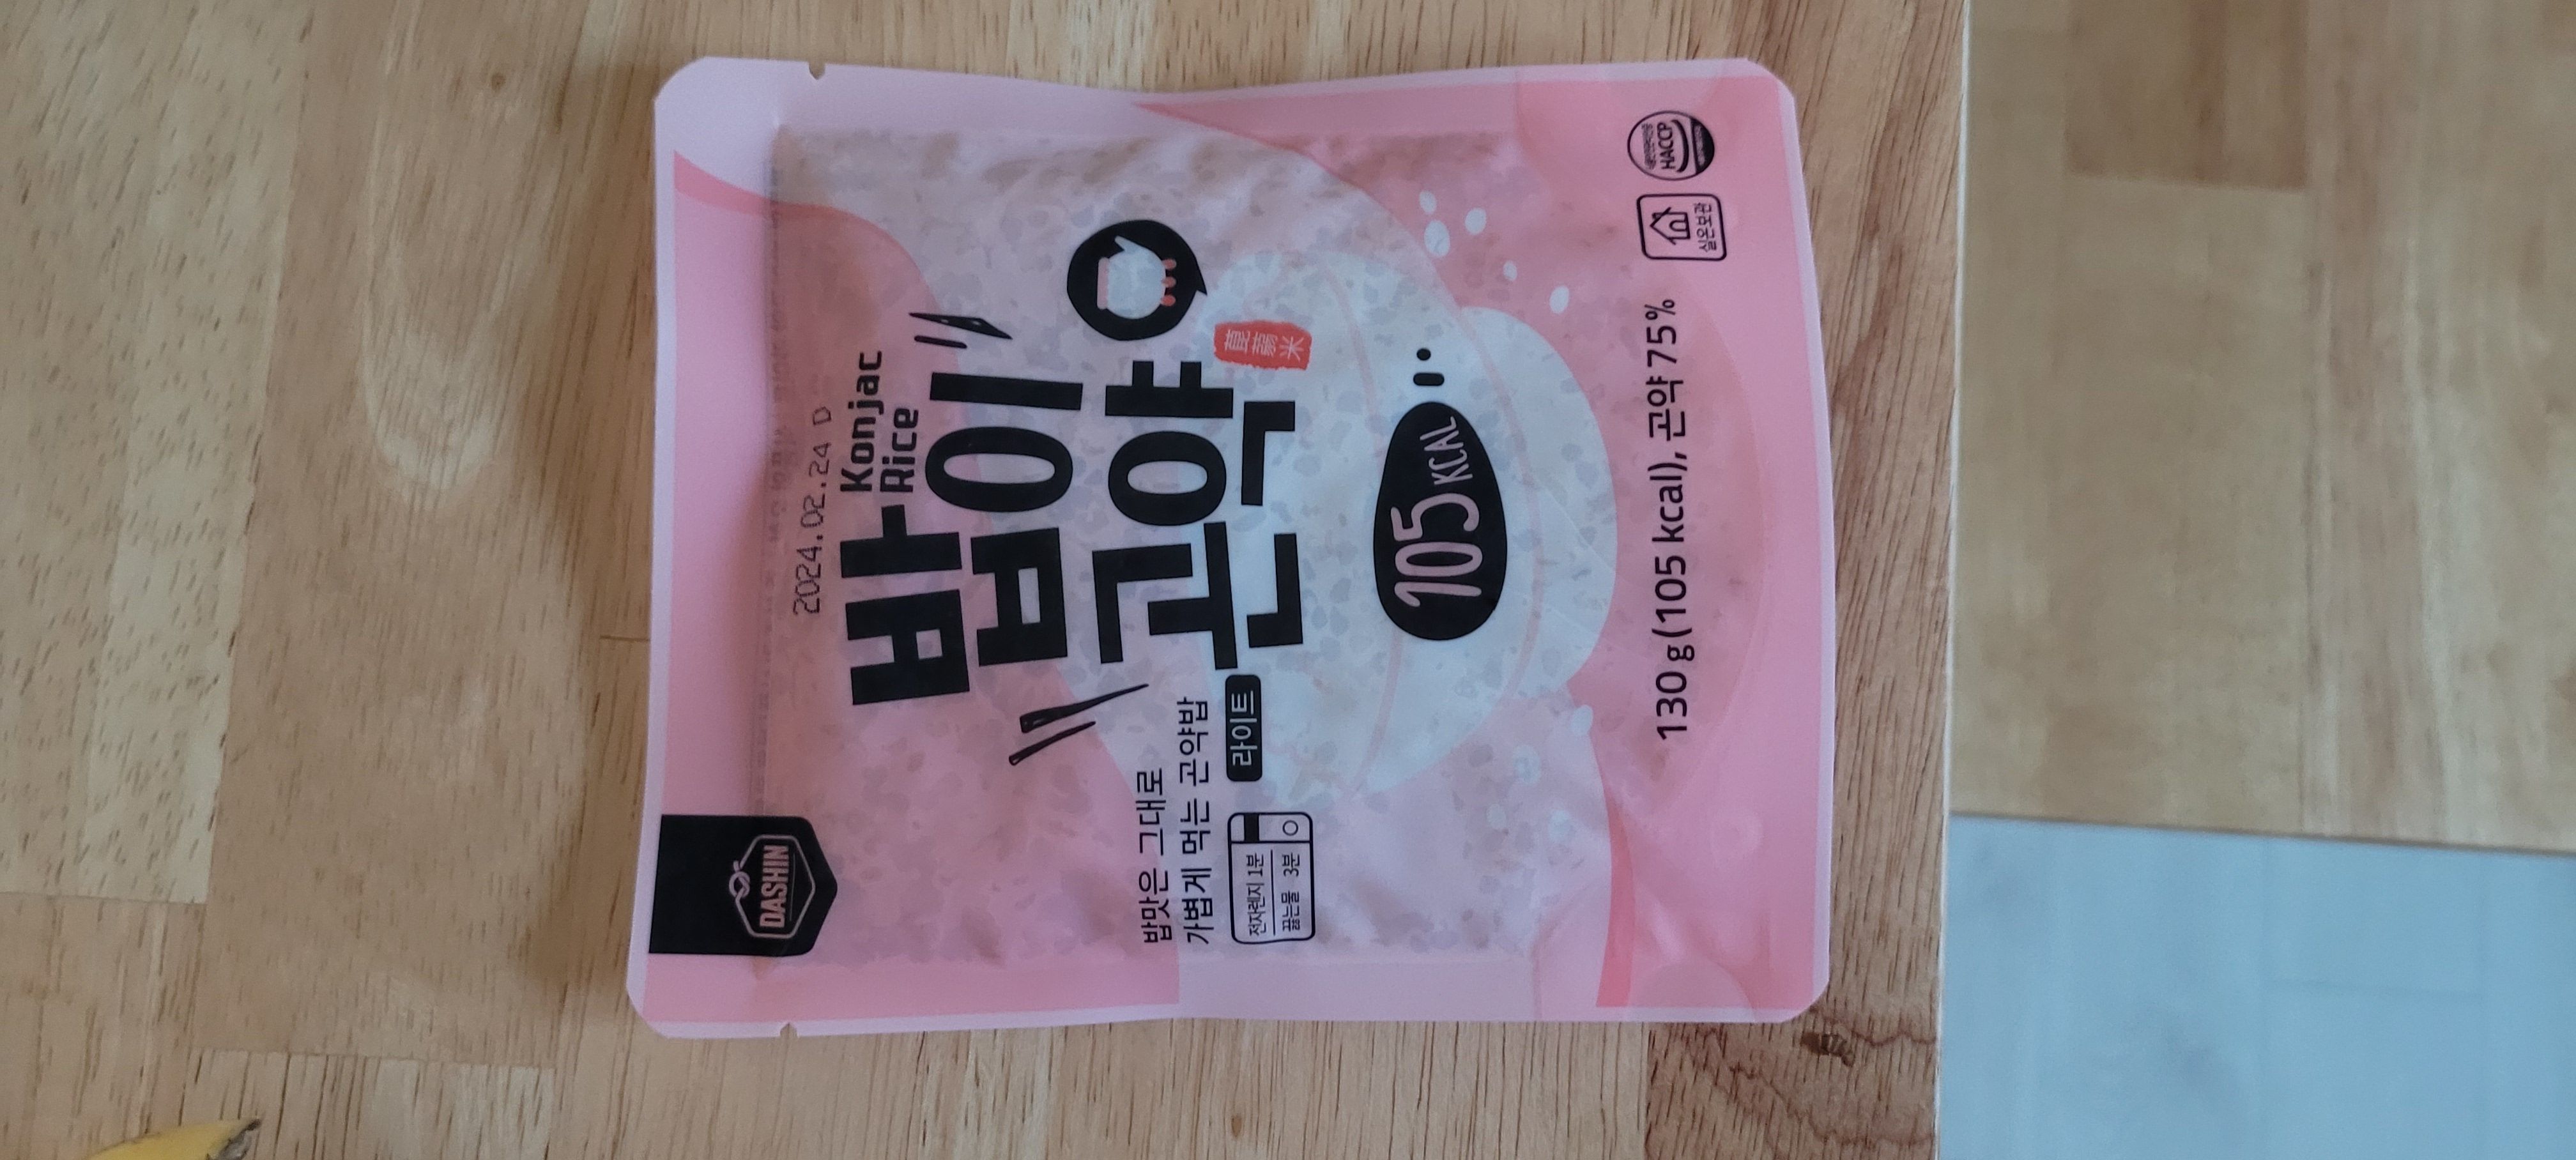 DASHIN
2024.02.24 D
Konjac
Rice
밥이
곤약
蒟
蒻
米
밥맛은 그대로
가볍게 먹는 곤약밥
라이트
전자레인지 1분
끓는물 3분
105 KCAL
130 g (105 kcal), 곤약 75%
실온보관
HACCP